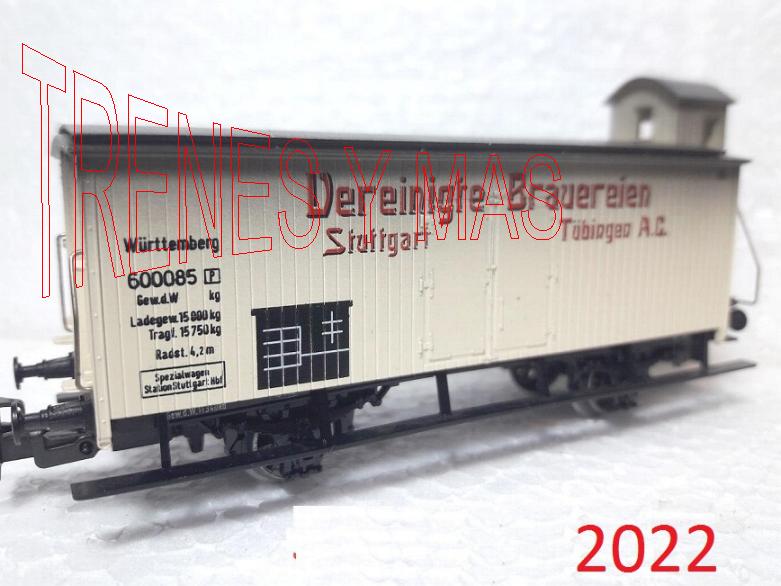 TRENES Y MAS
Vereinigte Brauereien
Stuttgart Tübingen A.G.
Württemberg
600085 P
Gew.d.W kg
Ladegew. 15 000 kg
Tragf. 15 750 kg
Radst. 4,2 m
Spezialwagen
Station Stuttgart Hbf
2022